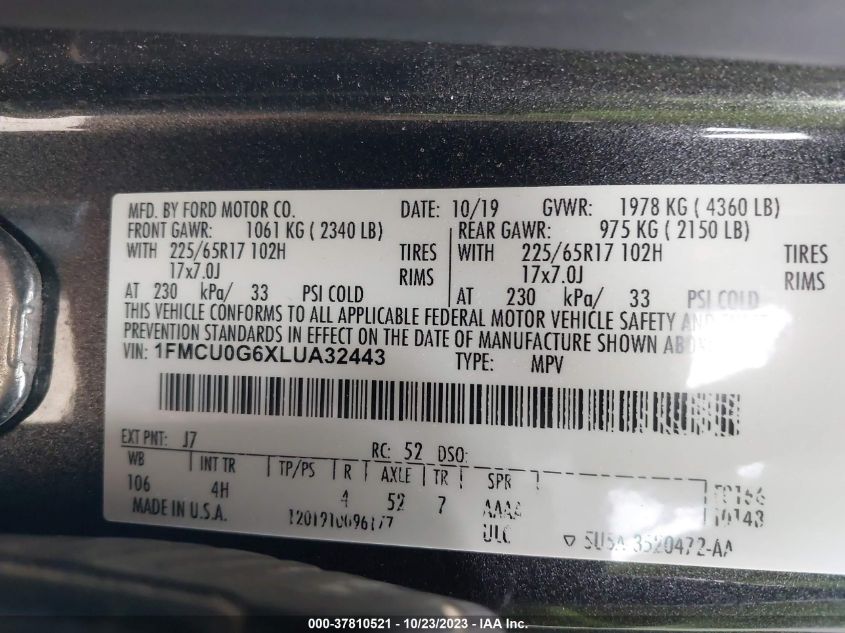 MFD. BY FORD MOTOR CO. DATE: 10/19 GVWR: 1978 KG ( 4360 LB)
FRONT GAWR: 1061 KG ( 2340 LB) REAR GAWR: 975 KG ( 2150 LB)
WITH 225/65R17 102H TIRES WITH 225/65R17 102H TIRES
17x7.0J RIMS 17x7.0J RIMS
AT 230 kPa/ 33 PSI COLD AT 230 kPa/ 33 PSI COLD
THIS VEHICLE CONFORMS TO ALL APPLICABLE FEDERAL MOTOR VEHICLE SAFETY AND
PREVENTION STANDARDS IN EFFECT ON THE DATE OF MANUFACTURE SHOWN
VIN: 1FMCU0G6XLUA32443 TYPE: MPV
EXT PNT: J7 RC: 52 DSO:
WB INT TR TP/PS R AXLE TR SPR
106 4H 4 52 7 AAAA
MADE IN U.S.A. ULC
5U5A-3520472-AA
000-37810521 - 10/23/2023 - IAA Inc.